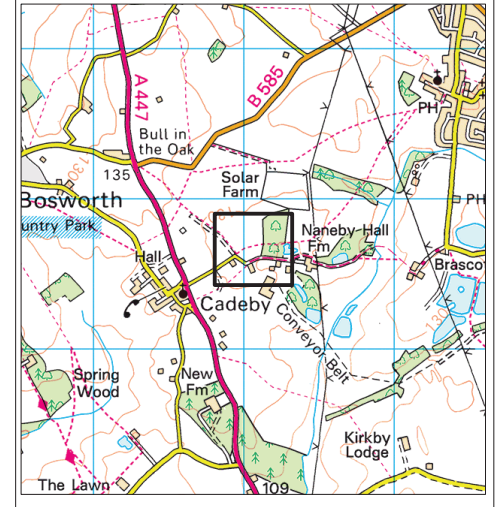 A 447
B 585
PH
Bull in
the Oak
135
Solar
Farm
130
Bosworth
PH
untry Park
Naneby Hall
Fm
Hall
Brasco
Cadeby
Conveyor Belt
130
Spring
Wood
New
Fm
Kirkby
Lodge
The Lawn
109